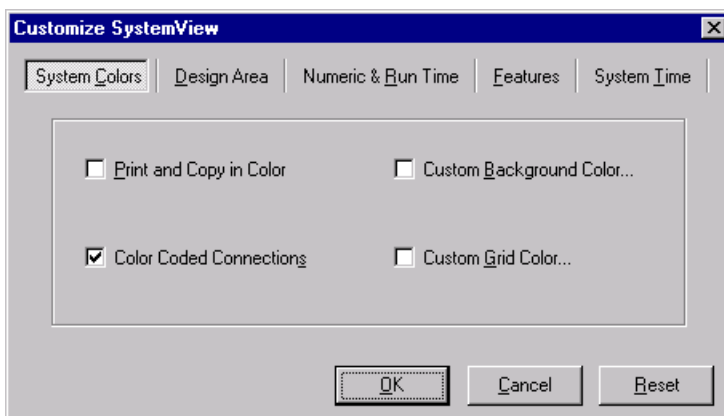 Customize SystemView
System Colors Design Area Numeric & Run Time Features System Time
Print and Copy in Color Custom Background Color...
Color Coded Connections Custom Grid Color...
OK Cancel Reset